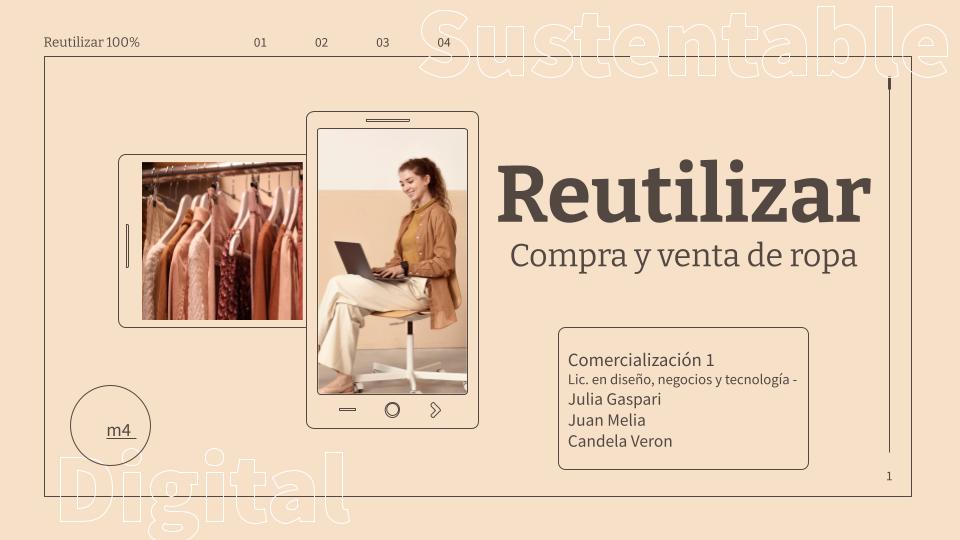 Sustentable
Reutilizar 100%
01
02
03
04
Reutilizar
Compra y venta de ropa
Comercialización 1
Lic. en diseño, negocios y tecnología -
Julia Gaspari
Juan Melia
Candela Veron
m4
Digital
1